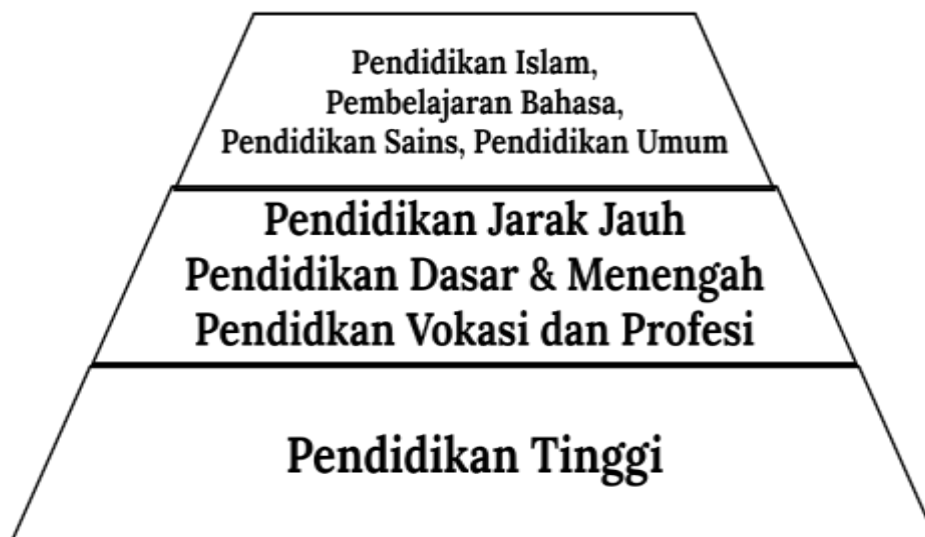 Pendidikan Islam,
Pembelajaran Bahasa,
Pendidikan Sains, Pendidikan Umum
Pendidikan Jarak Jauh
Pendidikan Dasar & Menengah
Pendidkan Vokasi dan Profesi
Pendidikan Tinggi